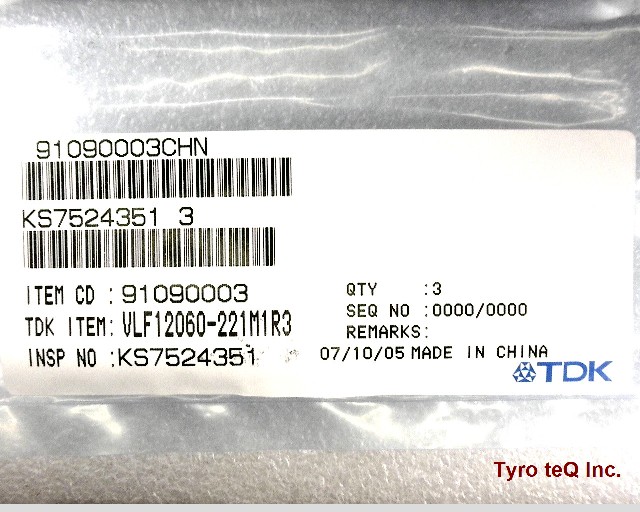 91090003CHN
KS7524351 3
ITEM CD : 91090003
TDK ITEM: VLF12060-221M1R3
INSP NO :KS7524351
QTY :3
SEQ NO :0000/0000
REMARKS:
07/10/05 MADE IN CHINA
TDK
Tyro teQ Inc.